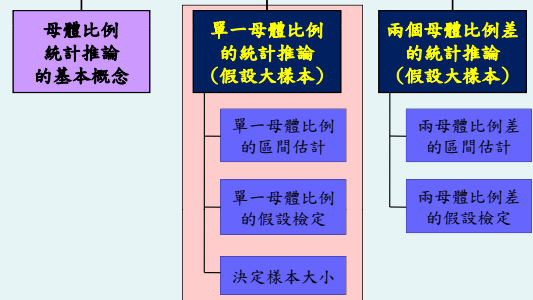 母體比例
統計推論
的基本概念
單一母體比例
的統計推論
（假設大樣本）
單一母體比例
的區間估計
單一母體比例
的假設檢定
決定樣本大小
兩個母體比例差
的統計推論
（假設大樣本）
兩母體比例差
的區間估計
兩母體比例差
的假設檢定